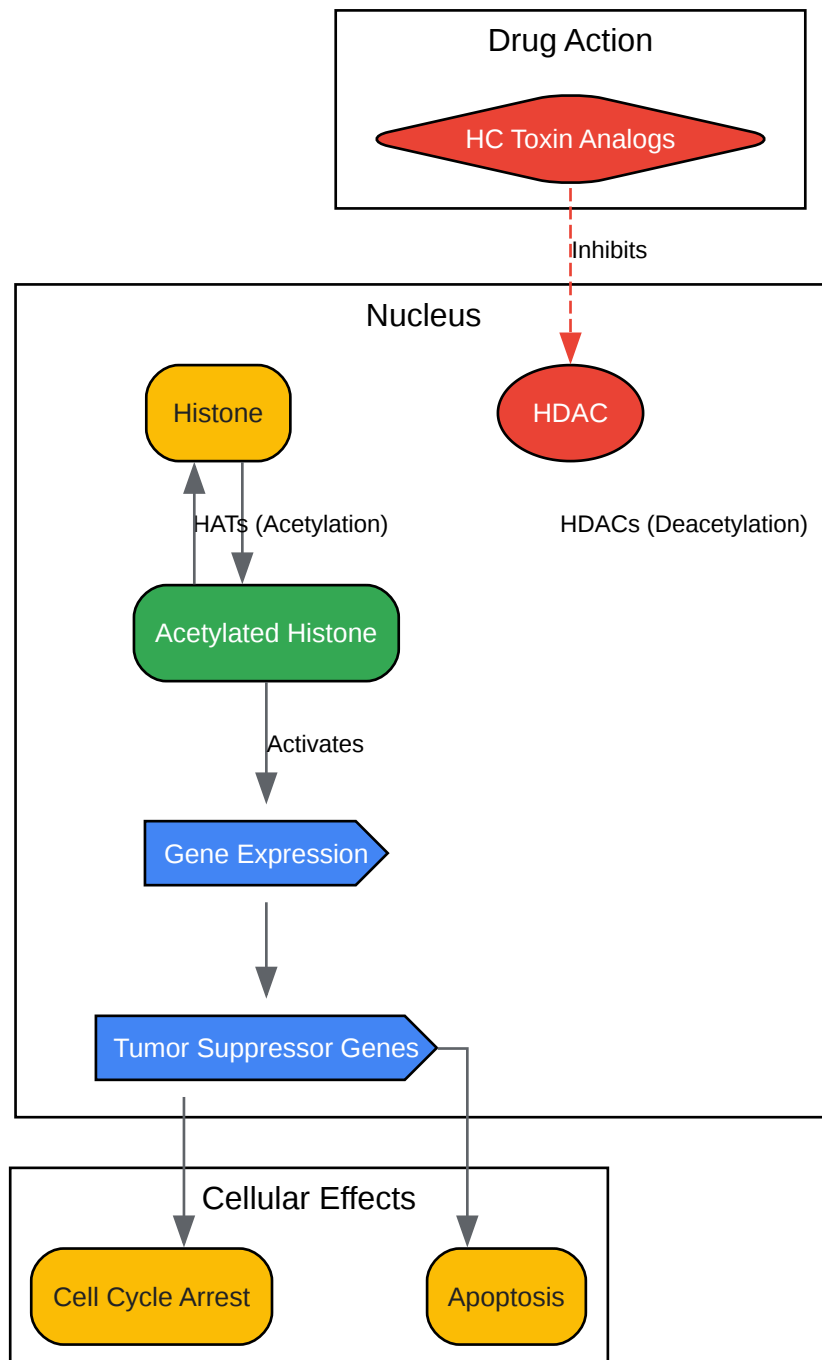 Drug Action
HC Toxin Analogs
Inhibits
Nucleus
Histone
HDAC
HATs (Acetylation)
HDACs (Deacetylation)
Acetylated Histone
Activates
Gene Expression
Tumor Suppressor Genes
Cellular Effects
Cell Cycle Arrest
Apoptosis